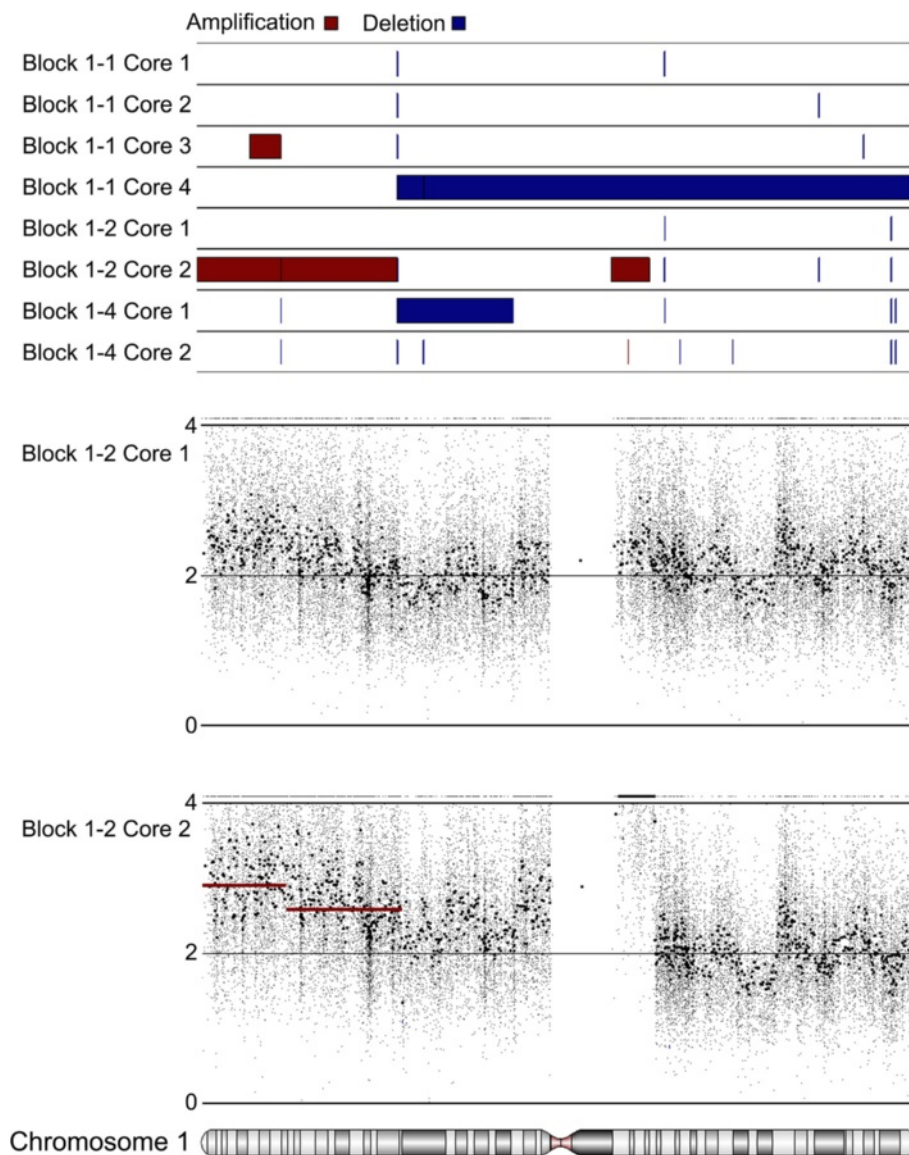 Amplification Deletion
Block 1-1 Core 1
Block 1-1 Core 2
Block 1-1 Core 3
Block 1-1 Core 4
Block 1-2 Core 1
Block 1-2 Core 2
Block 1-4 Core 1
Block 1-4 Core 2
4
Block 1-2 Core 1
2
0
4
Block 1-2 Core 2
2
0
Chromosome 1